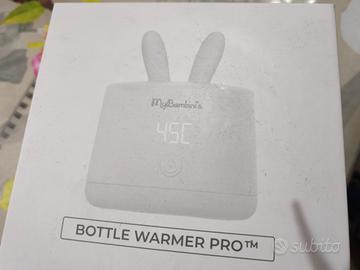 MyBambini's
45C
BOTTLE WARMER PRO™
subito